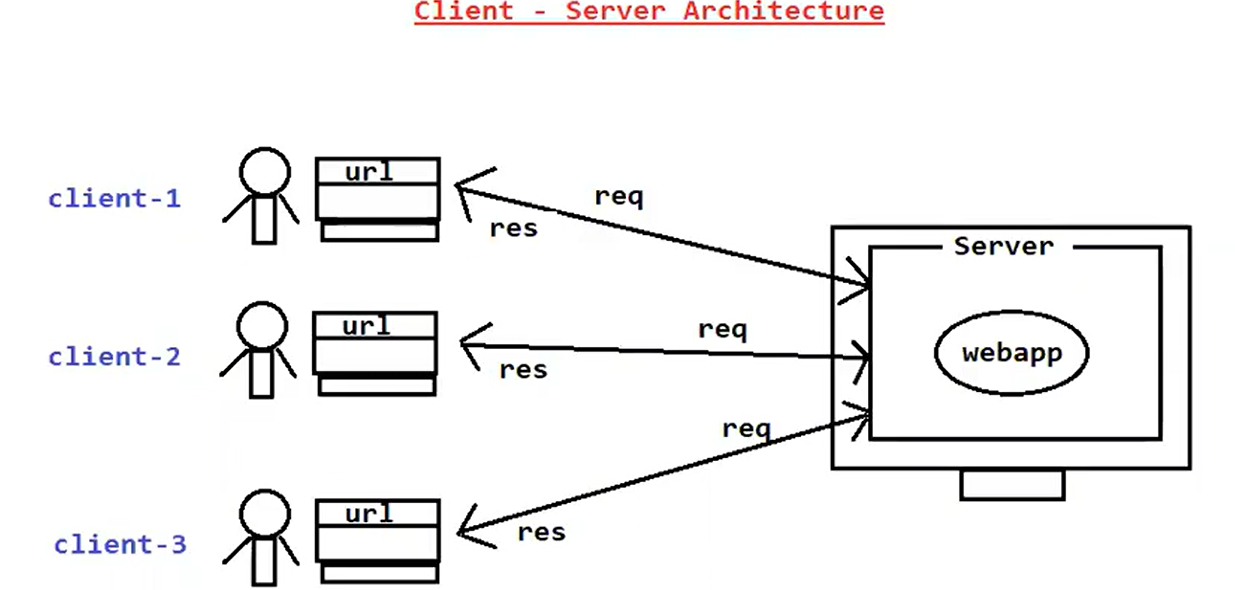 Client - Server Architecture
client-1
url
req
res
Server
webapp
client-2
url
req
res
client-3
url
req
res